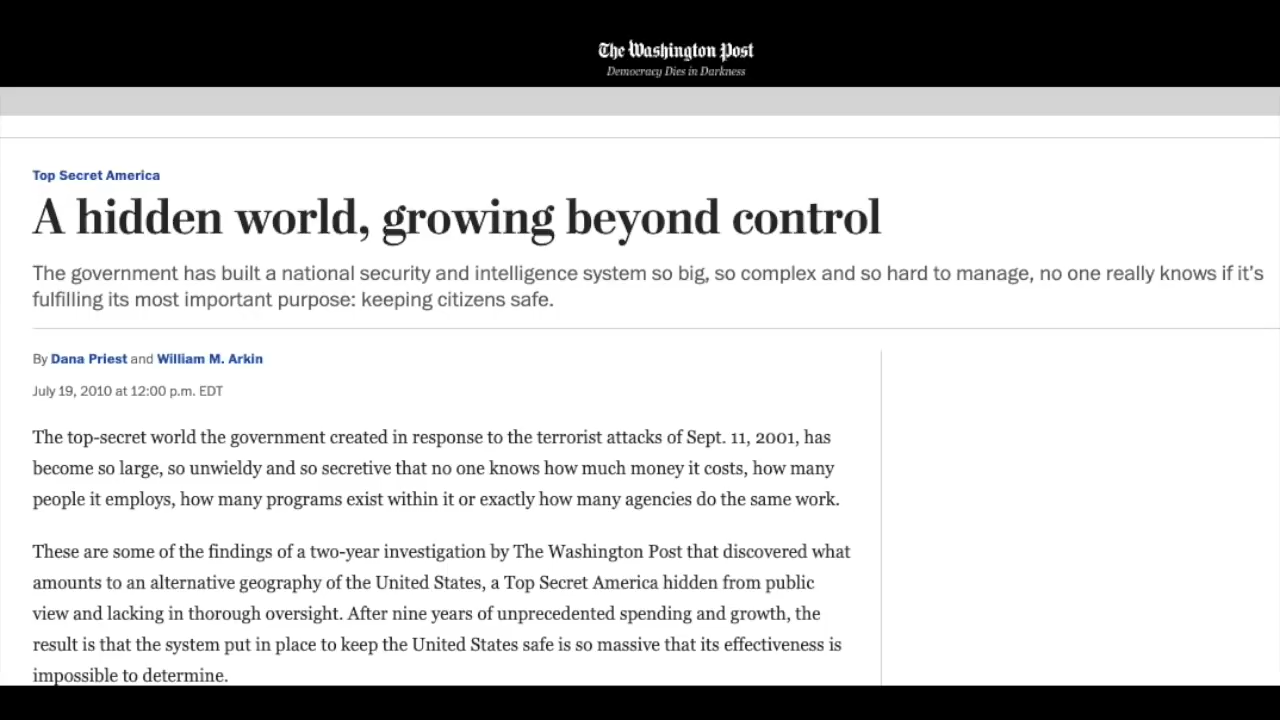 The Washington Post
Democracy Dies in Darkness
Top Secret America
A hidden world, growing beyond control
The government has built a national security and intelligence system so big, so complex and so hard to manage, no one really knows if it's
fulfilling its most important purpose: keeping citizens safe.
By Dana Priest and William M. Arkin
July 19, 2010 at 12:00 p.m. EDT
The top-secret world the government created in response to the terrorist attacks of Sept. 11, 2001, has
become so large, so unwieldy and so secretive that no one knows how much money it costs, how many
people it employs, how many programs exist within it or exactly how many agencies do the same work.
These are some of the findings of a two-year investigation by The Washington Post that discovered what
amounts to an alternative geography of the United States, a Top Secret America hidden from public
view and lacking in thorough oversight. After nine years of unprecedented spending and growth, the
result is that the system put in place to keep the United States safe is so massive that its effectiveness is
impossible to determine.